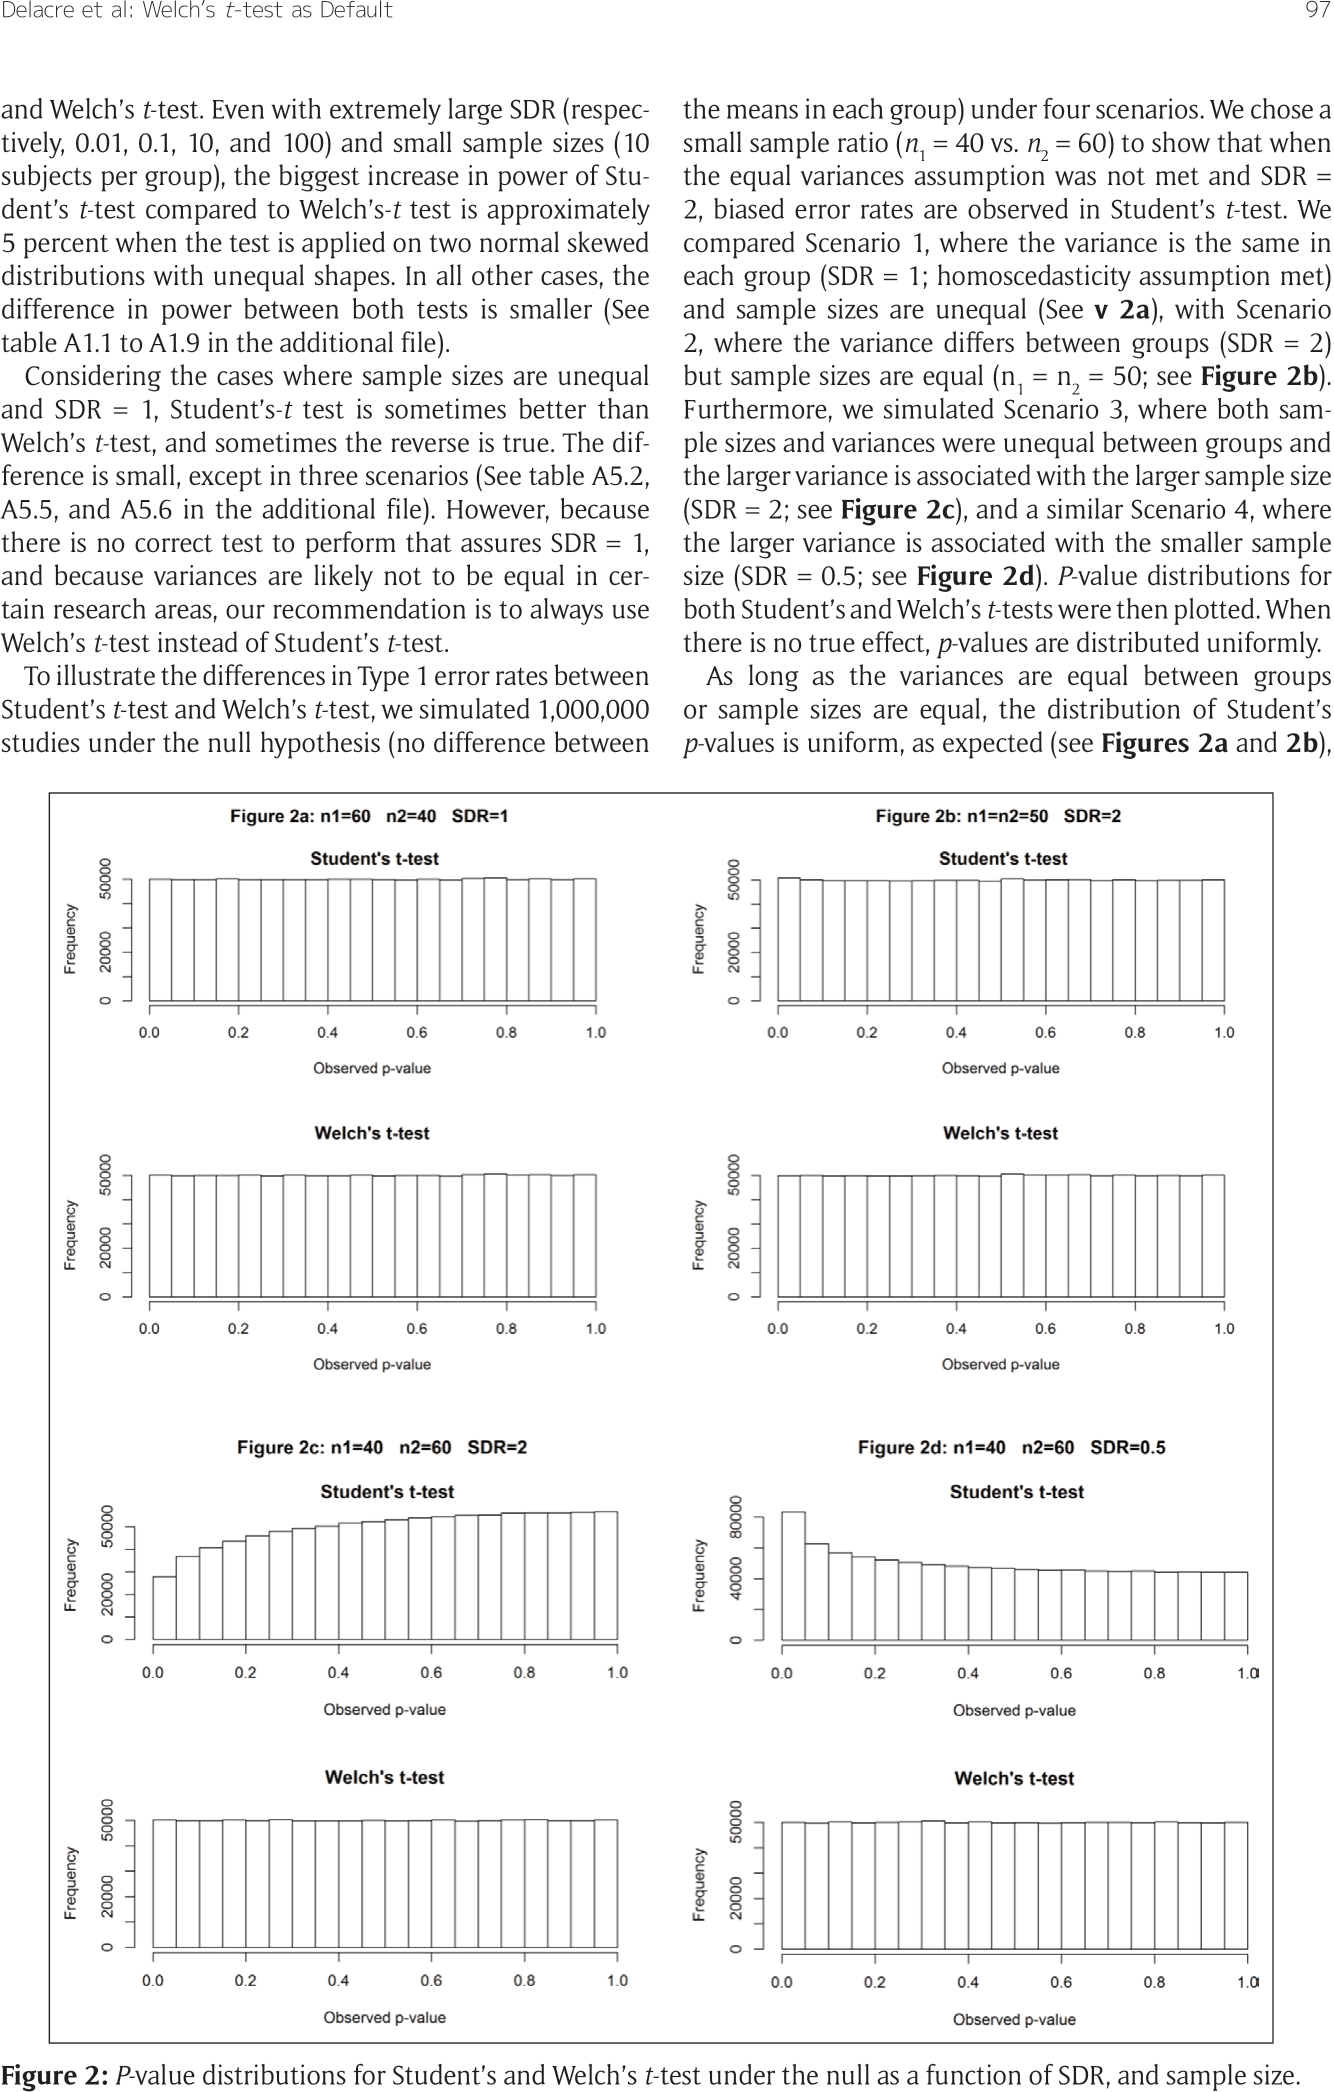 Delacre et al: Welch's t-test as Default
97
and Welch's t-test. Even with extremely large SDR (respec-
tively, 0.01, 0.1, 10, and 100) and small sample sizes (10
subjects per group), the biggest increase in power of Stu-
dent's t-test compared to Welch's-t test is approximately
5 percent when the test is applied on two normal skewed
distributions with unequal shapes. In all other cases, the
difference in power between both tests is smaller (See
table A1.1 to A1.9 in the additional file).
Considering the cases where sample sizes are unequal
and SDR = 1, Student's-t test is sometimes better than
Welch's t-test, and sometimes the reverse is true. The dif-
ference is small, except in three scenarios (See table A5.2,
A5.5, and A5.6 in the additional file). However, because
there is no correct test to perform that assures SDR = 1,
and because variances are likely not to be equal in cer-
tain research areas, our recommendation is to always use
Welch's t-test instead of Student's t-test.
To illustrate the differences in Type 1 error rates between
Student's t-test and Welch's t-test, we simulated 1,000,000
studies under the null hypothesis (no difference between
the means in each group) under four scenarios. We chose a
small sample ratio (n1 = 40 vs. n2 = 60) to show that when
the equal variances assumption was not met and SDR =
2, biased error rates are observed in Student's t-test. We
compared Scenario 1, where the variance is the same in
each group (SDR = 1; homoscedasticity assumption met)
and sample sizes are unequal (See v 2a), with Scenario
2, where the variance differs between groups (SDR = 2)
but sample sizes are equal (n1 = n2 = 50; see Figure 2b).
Furthermore, we simulated Scenario 3, where both sam-
ple sizes and variances were unequal between groups and
the larger variance is associated with the larger sample size
(SDR = 2; see Figure 2c), and a similar Scenario 4, where
the larger variance is associated with the smaller sample
size (SDR = 0.5; see Figure 2d). P-value distributions for
both Student's and Welch's t-tests were then plotted. When
there is no true effect, p-values are distributed uniformly.
As long as the variances are equal between groups
or sample sizes are equal, the distribution of Student's
p-values is uniform, as expected (see Figures 2a and 2b),
Figure 2a: n1=60 n2=40 SDR=1
Student's t-test
Frequency
0 20000 50000
0.0 0.2 0.4 0.6 0.8 1.0
Observed p-value
Welch's t-test
Frequency
0 20000 50000
0.0 0.2 0.4 0.6 0.8 1.0
Observed p-value
Figure 2b: n1=n2=50 SDR=2
Student's t-test
Frequency
0 20000 50000
0.0 0.2 0.4 0.6 0.8 1.0
Observed p-value
Welch's t-test
Frequency
0 20000 50000
0.0 0.2 0.4 0.6 0.8 1.0
Observed p-value
Figure 2c: n1=40 n2=60 SDR=2
Student's t-test
Frequency
0 20000 50000
0.0 0.2 0.4 0.6 0.8 1.0
Observed p-value
Welch's t-test
Frequency
0 20000 50000
0.0 0.2 0.4 0.6 0.8 1.0
Observed p-value
Figure 2d: n1=40 n2=60 SDR=0.5
Student's t-test
Frequency
0 40000 80000
0.0 0.2 0.4 0.6 0.8 1.0
Observed p-value
Welch's t-test
Frequency
0 20000 50000
0.0 0.2 0.4 0.6 0.8 1.0
Observed p-value
Figure 2: P-value distributions for Student's and Welch's t-test under the null as a function of SDR, and sample size.